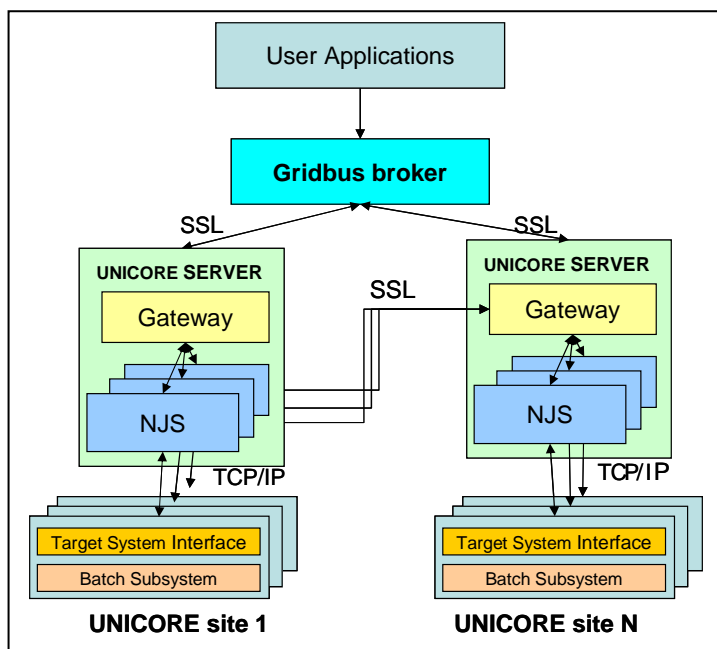 User Applications
Gridbus broker
SSL
SSL
UNICORE SERVER
Gateway
NJS
TCP/IP
SSL
UNICORE SERVER
Gateway
NJS
TCP/IP
Target System Interface
Batch Subsystem
UNICORE site 1
Target System Interface
Batch Subsystem
UNICORE site N